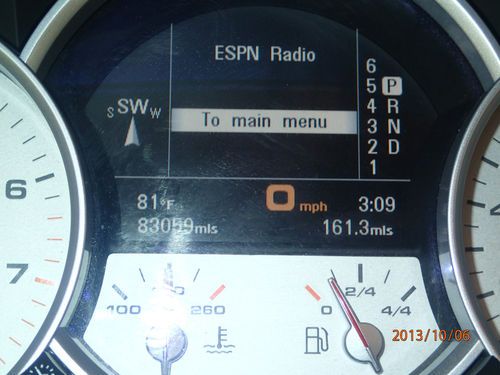 ESPN Radio
S SW W
To main menu
6
5 P
4 R
3 N
2 D
1
81°F
0 mph
3:09
83059mls
161.3mls
6
7
100
260
0
2/4
4/4
2013/10/06